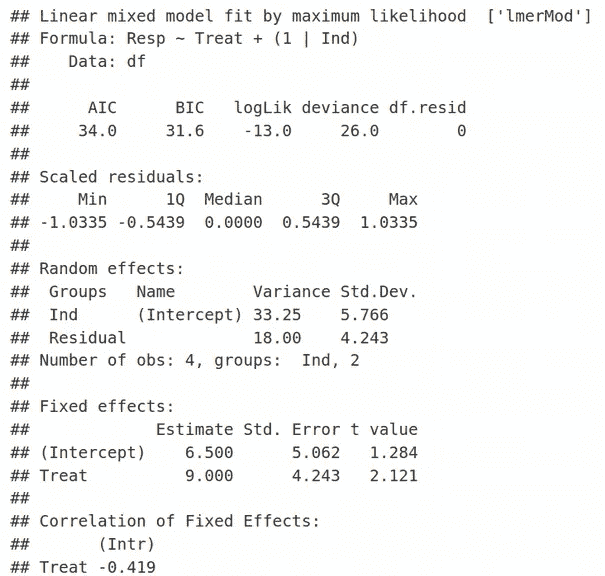 ## Linear mixed model fit by maximum likelihood  ['lmerMod']
## Formula: Resp ~ Treat + (1 | Ind)
##    Data: df
##
##      AIC      BIC   logLik deviance df.resid
##     34.0     31.6    -13.0     26.0        0
##
## Scaled residuals:
##     Min      1Q  Median      3Q     Max
## -1.0335 -0.5439  0.0000  0.5439  1.0335
##
## Random effects:
##  Groups   Name        Variance Std.Dev.
##  Ind      (Intercept) 33.25    5.766
##  Residual             18.00    4.243
## Number of obs: 4, groups:  Ind, 2
##
## Fixed effects:
##             Estimate Std. Error t value
## (Intercept)    6.500      5.062   1.284
## Treat          9.000      4.243   2.121
##
## Correlation of Fixed Effects:
##       (Intr)
## Treat -0.419